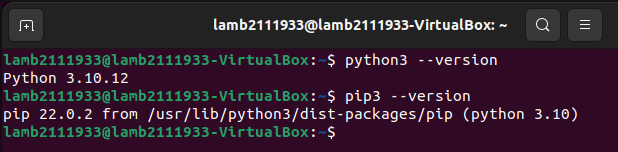 lamb2111933@lamb2111933-VirtualBox: ~
lamb2111933@lamb2111933-VirtualBox:~$ python3 --version
Python 3.10.12
lamb2111933@lamb2111933-VirtualBox:~$ pip3 --version
pip 22.0.2 from /usr/lib/python3/dist-packages/pip (python 3.10)
lamb2111933@lamb2111933-VirtualBox:~$